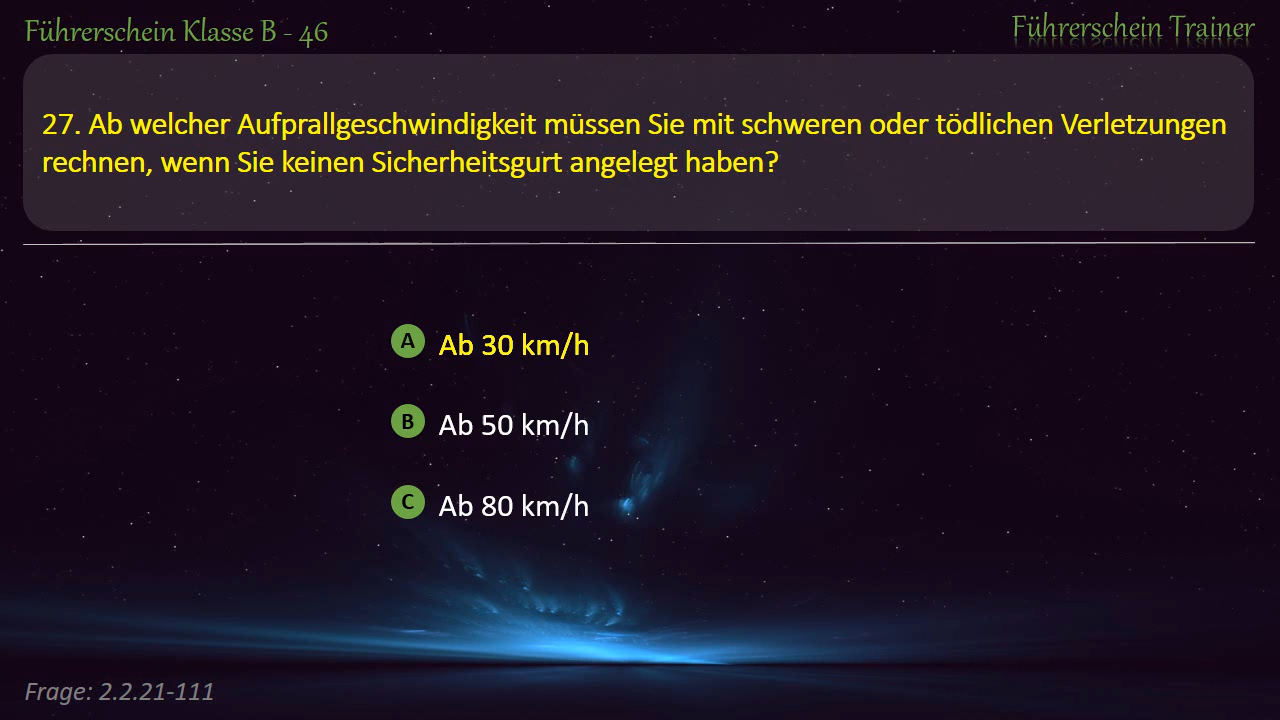 Führerschein Klasse B - 46
Führerschein Trainer
27. Ab welcher Aufprallgeschwindigkeit müssen Sie mit schweren oder tödlichen Verletzungen
rechnen, wenn Sie keinen Sicherheitsgurt angelegt haben?
A Ab 30 km/h
B Ab 50 km/h
C Ab 80 km/h
Frage: 2.2.21-111